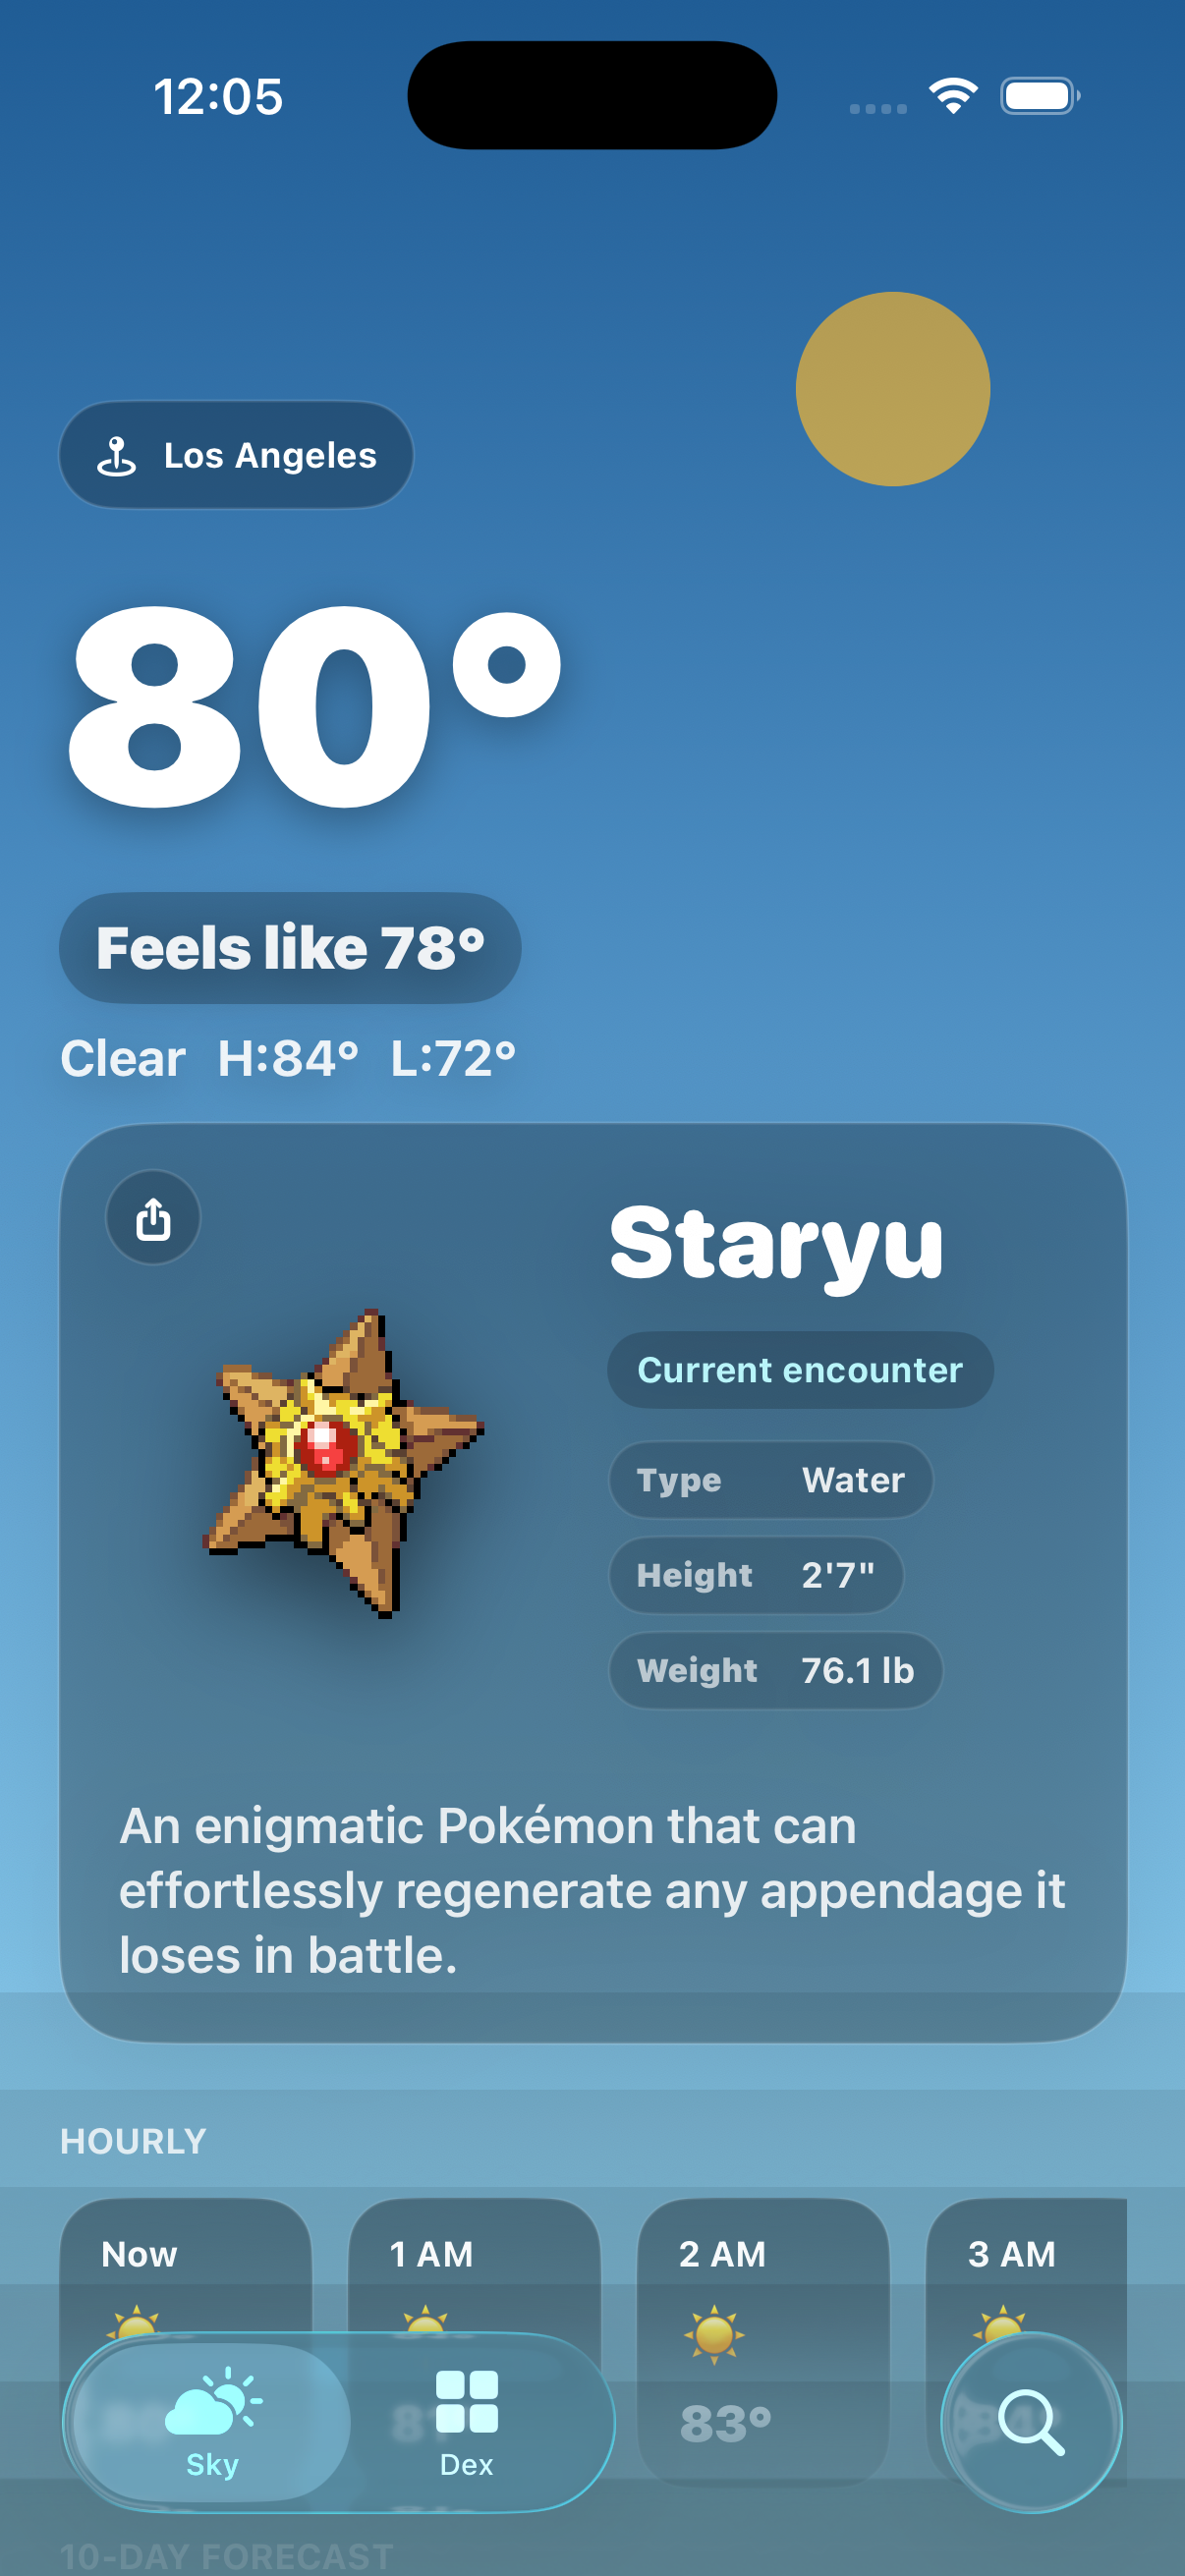 12:05
Los Angeles
80°
Feels like 78°
Clear H:84° L:72°
Staryu
Current encounter
Type Water
Height 2'7"
Weight 76.1 lb
An enigmatic Pokémon that can
effortlessly regenerate any appendage it
loses in battle.
HOURLY
Now 1 AM 2 AM 3 AM
83°
Sky Dex
10-DAY FORECAST